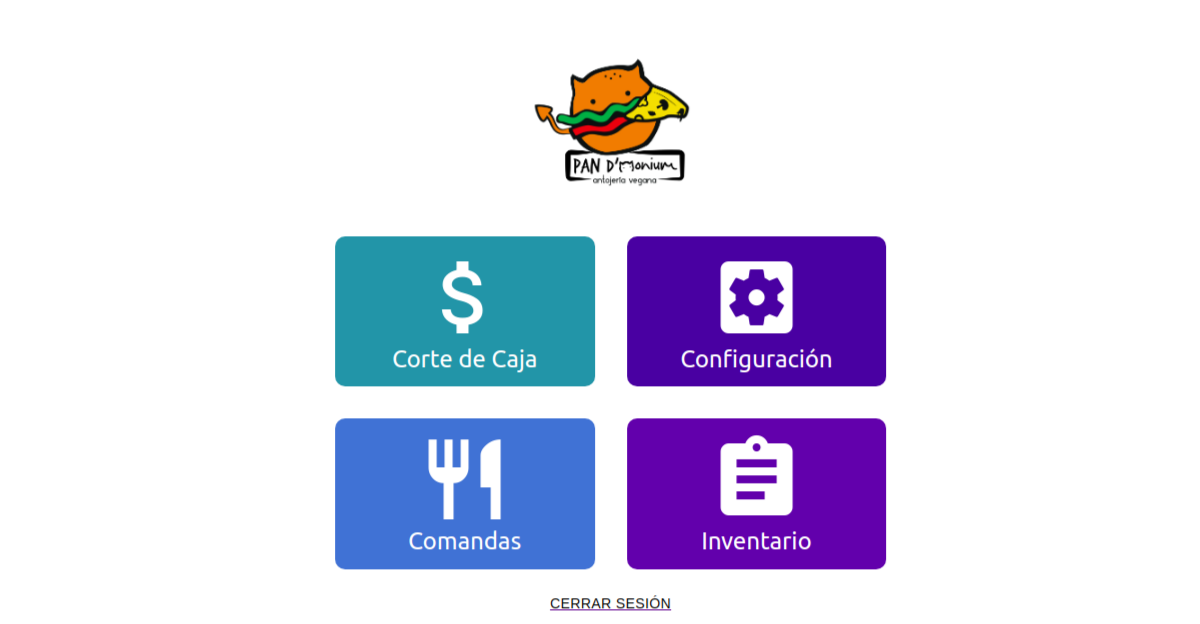 PAN D'Monium
antojería vegana
Corte de Caja
Configuración
Comandas
Inventario
CERRAR SESIÓN